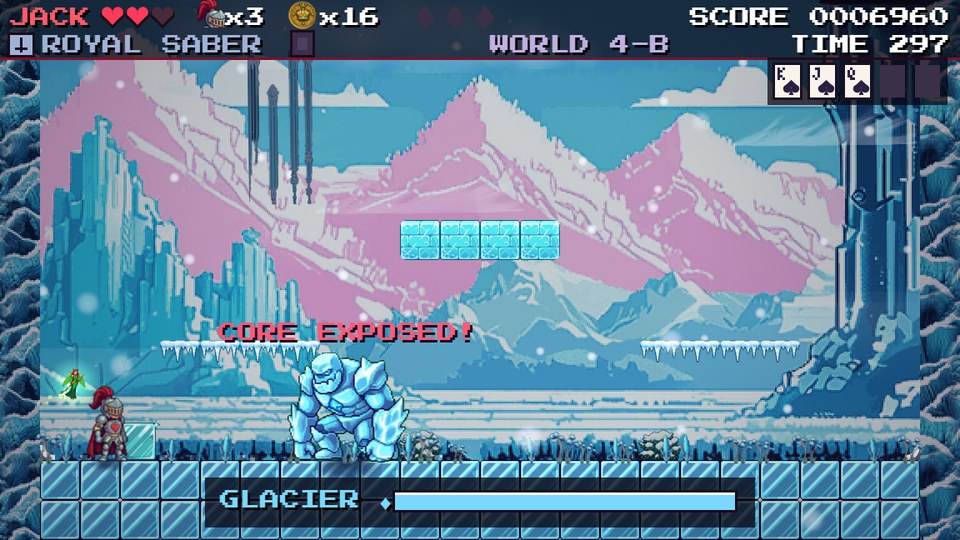 JACK x3 x16 SCORE 0006960
ROYAL SABER WORLD 4-B TIME 297
K J Q
CORE EXPOSED!
GLACIER